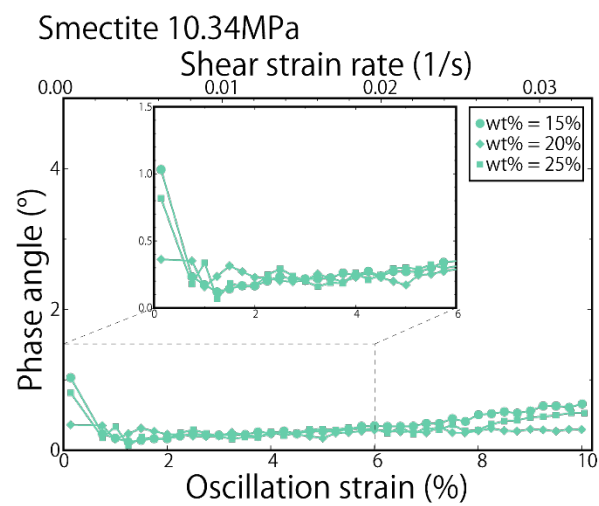 Smectite 10.34MPa
Shear strain rate (1/s)
0.00 0.01 0.02 0.03
wt% = 15%
wt% = 20%
wt% = 25%
1.5
1.0
0.5
0.0
0 2 4 6
Phase angle (°)
4
2
0
0 2 4 6 8 10
Oscillation strain (%)